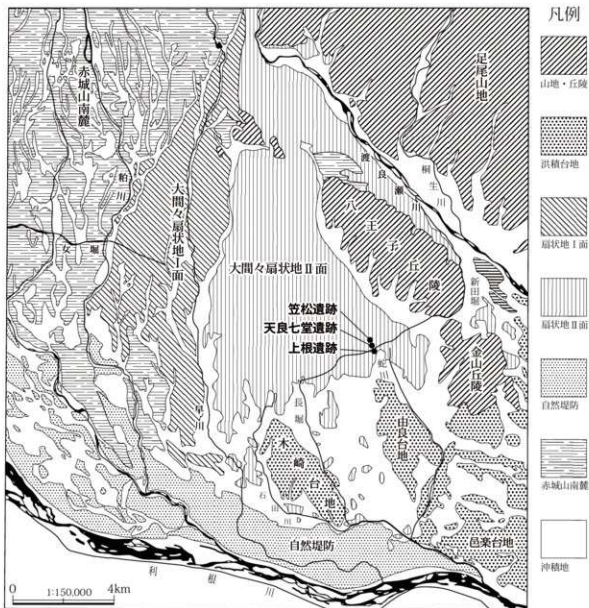 凡例
山地・丘陵
洪積台地
扇状地Ⅰ面
扇状地Ⅱ面
自然堤防
赤城山南麓
沖積地
赤城山南麓
足尾山地
粕川
女堀
大間々扇状地Ⅰ面
渡良瀬川
桐生川
八王子丘陵
大間々扇状地Ⅱ面
新田堀
笠松遺跡
天良七堂遺跡
上根遺跡
金山丘陵
蛇川
早川
長堀
由良台地
木崎台地
石田川
自然堤防
邑楽台地
利根川
0 1:150,000 4km